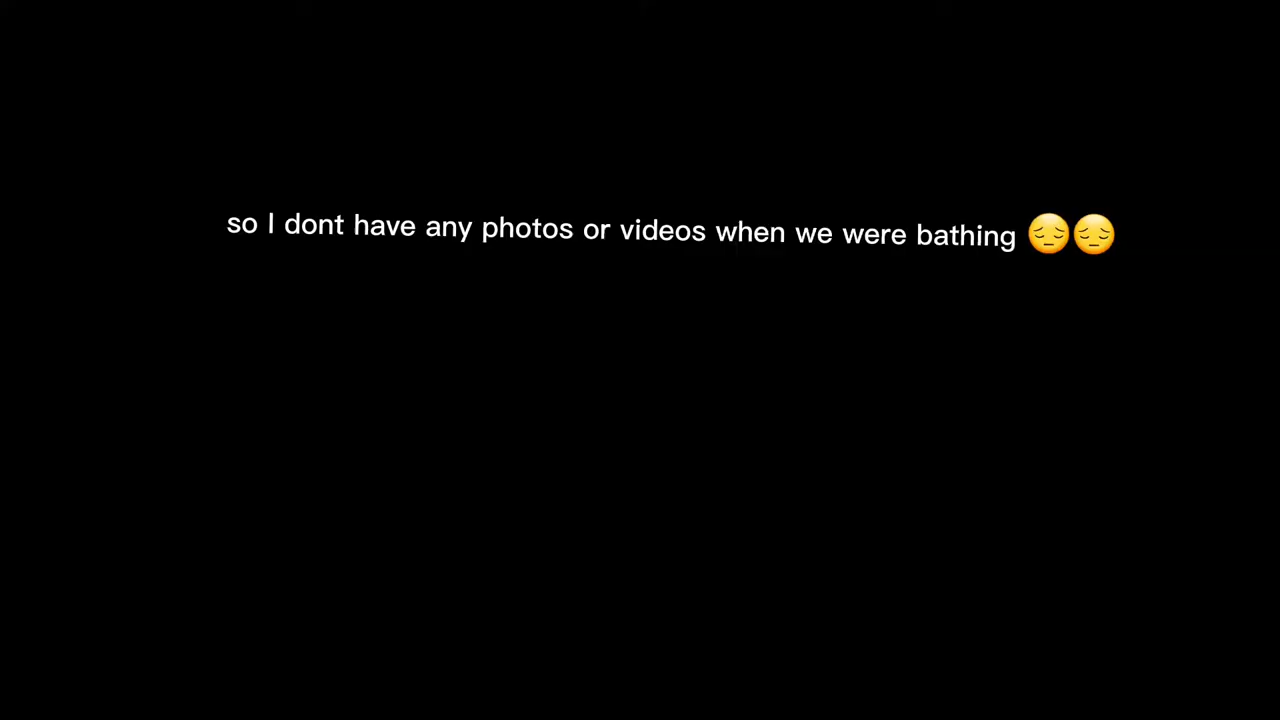 so I dont have any photos or videos when we were bathing 😔😔